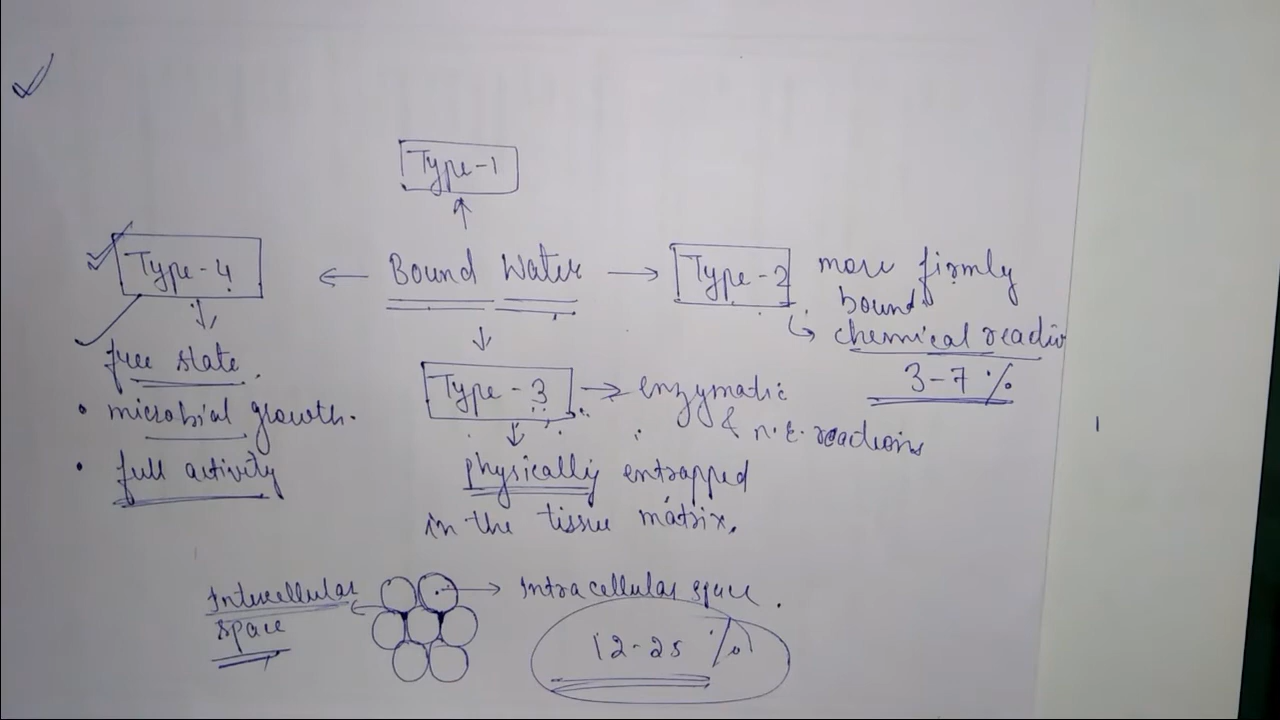 Type-1
Type-4
Bound Water
Type-2
more firmly
bound
chemical reactio
3-7 %
free state.
• microbial growth.
• full activity
Type-3
enzymatic
& n.e. reactions
physically entrapped
in the tissue matrix.
Intercellular
space
Intracellular space.
12-25 %